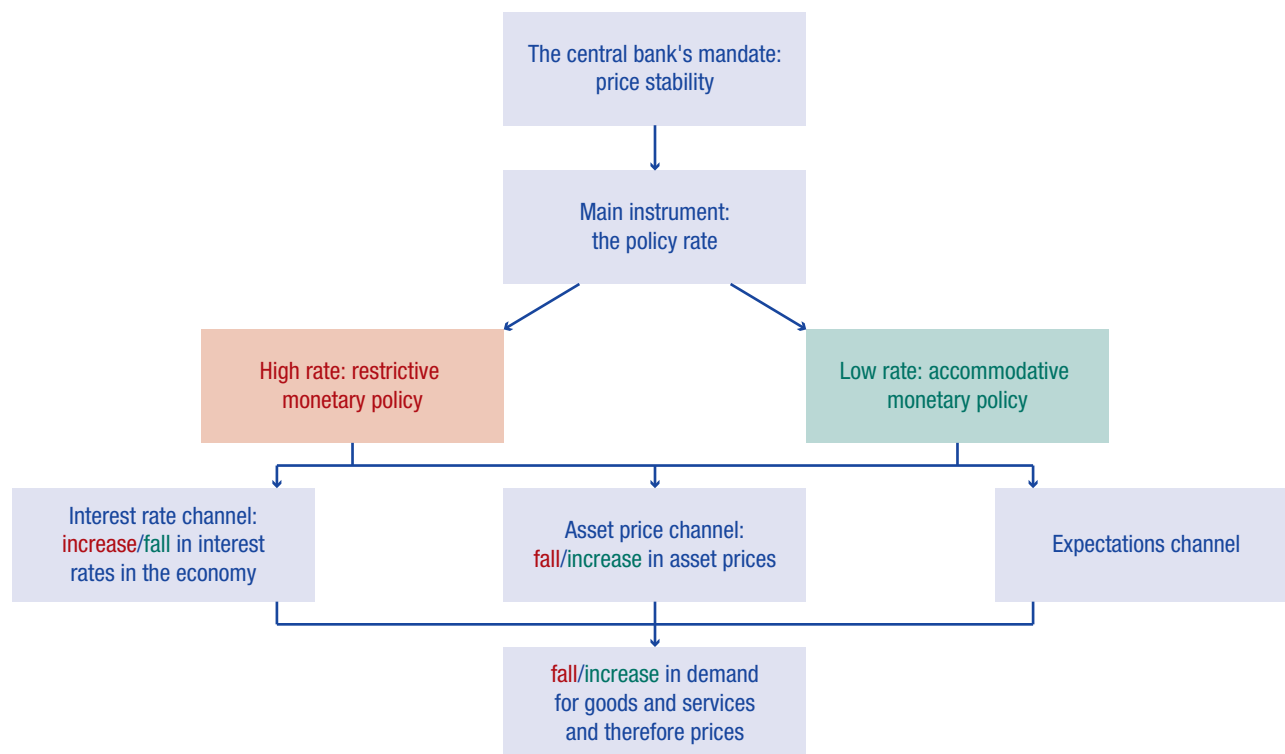 The central bank's mandate:
price stability
Main instrument:
the policy rate
High rate: restrictive
monetary policy
Low rate: accommodative
monetary policy
Interest rate channel:
increase/fall in interest
rates in the economy
Asset price channel:
fall/increase in asset prices
Expectations channel
fall/increase in demand
for goods and services
and therefore prices